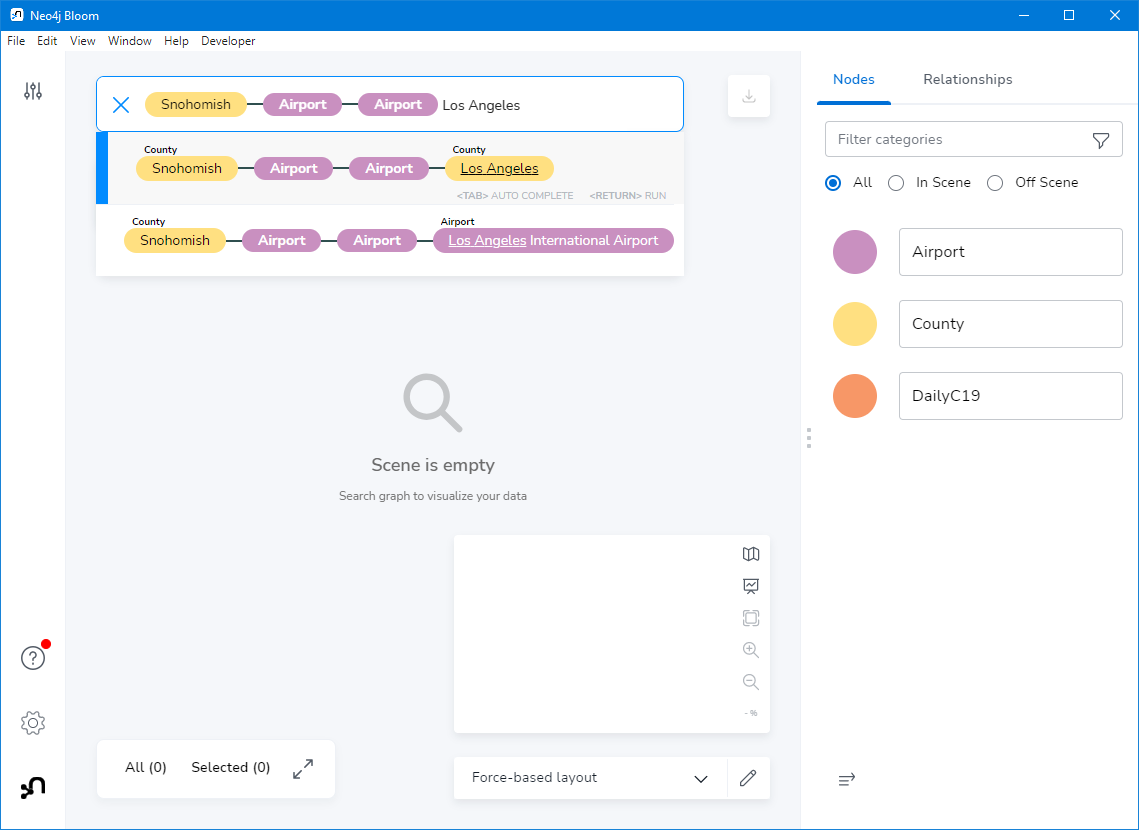 Neo4j Bloom
File Edit View Window Help Developer
Snohomish Airport Airport Los Angeles
County County
Snohomish Airport Airport Los Angeles
<TAB> AUTO COMPLETE <RETURN> RUN
County Airport
Snohomish Airport Airport Los Angeles International Airport
Scene is empty
Search graph to visualize your data
- %
All (0) Selected (0)
Force-based layout
Nodes Relationships
Filter categories
All In Scene Off Scene
Airport
County
DailyC19